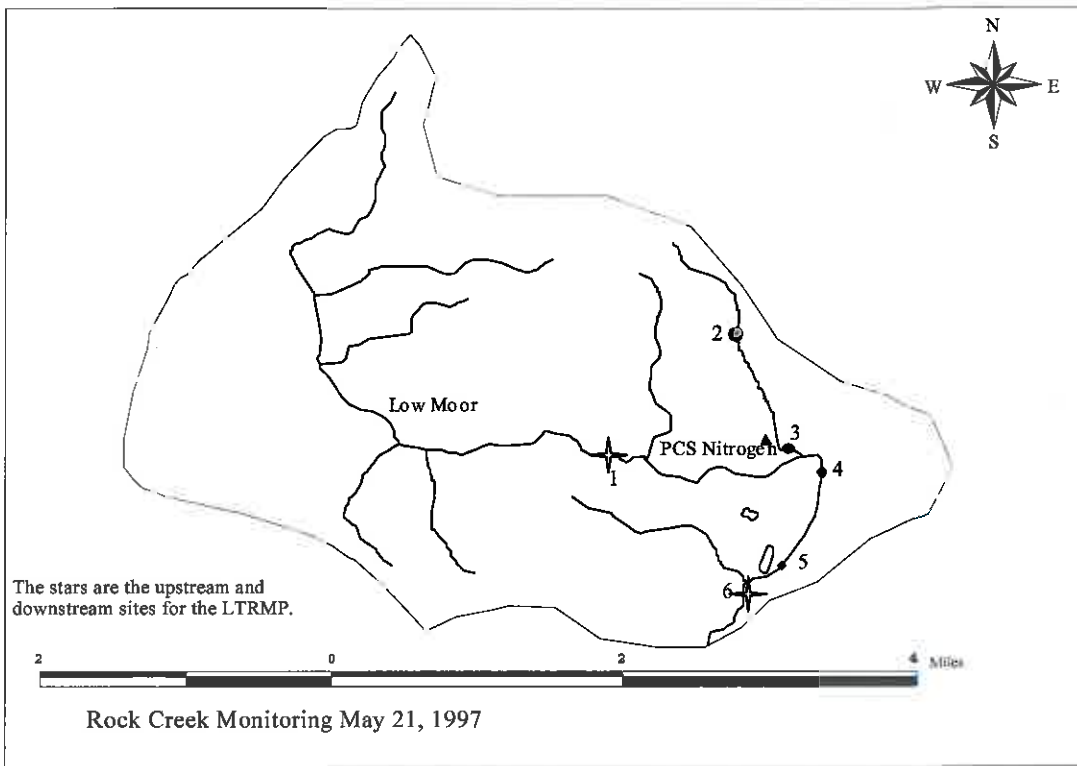 N
W E
S
2
Low Moor
PCS Nitrogen
3
1
4
5
6
The stars are the upstream and
downstream sites for the LTRMP.
2 0 2 4 Miles
Rock Creek Monitoring May 21, 1997